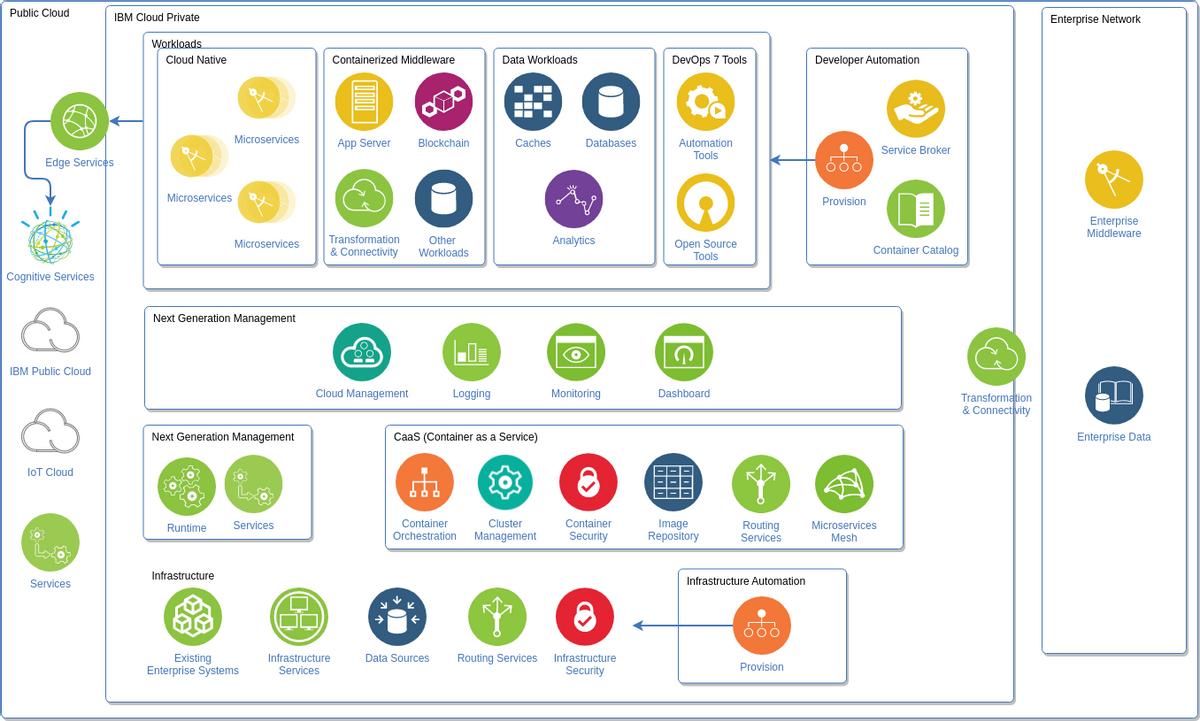 Public Cloud
IBM Cloud Private
Enterprise Network
Workloads
Cloud Native
Microservices
Microservices
Microservices
Containerized Middleware
App Server
Blockchain
Transformation
& Connectivity
Other
Workloads
Data Workloads
Caches
Databases
Analytics
DevOps 7 Tools
Automation
Tools
Open Source
Tools
Developer Automation
Provision
Service Broker
Container Catalog
Edge Services
Cognitive Services
IBM Public Cloud
IoT Cloud
Services
Next Generation Management
Cloud Management
Logging
Monitoring
Dashboard
Next Generation Management
Runtime
Services
CaaS (Container as a Service)
Container
Orchestration
Cluster
Management
Container
Security
Image
Repository
Routing
Services
Microservices
Mesh
Infrastructure
Existing
Enterprise Systems
Infrastructure
Services
Data Sources
Routing Services
Infrastructure
Security
Infrastructure Automation
Provision
Transformation
& Connectivity
Enterprise
Middleware
Enterprise Data